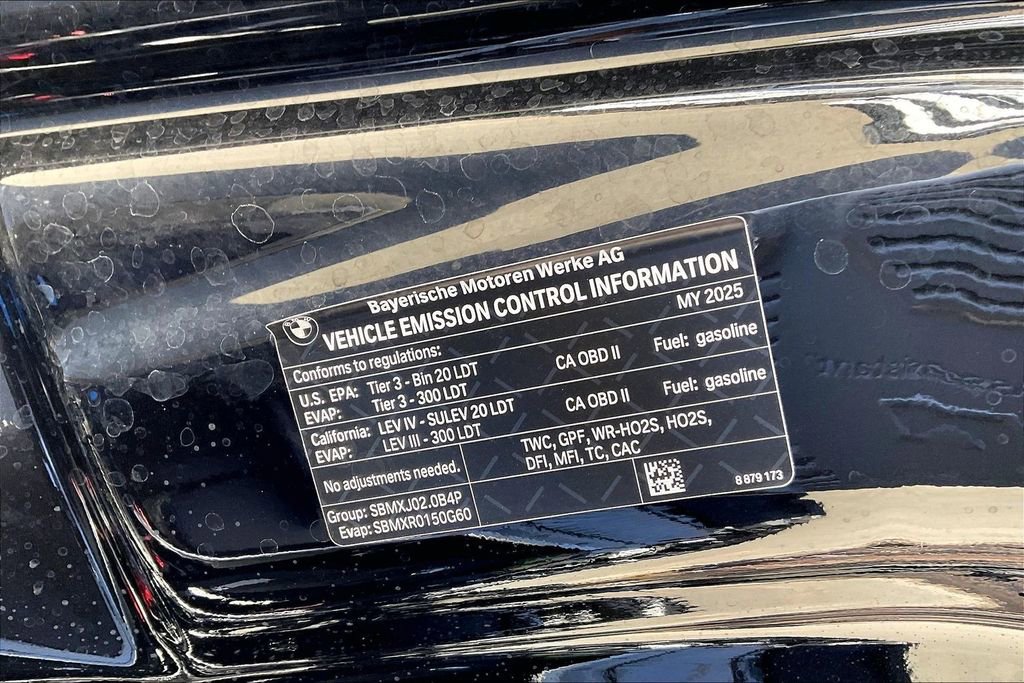 Bayerische Motoren Werke AG
VEHICLE EMISSION CONTROL INFORMATION
Conforms to regulations: MY 2025
U.S. EPA: Tier 3 - Bin 20 LDT CA OBD II Fuel: gasoline
EVAP: Tier 3 - 300 LDT
California: LEV IV - SULEV 20 LDT CA OBD II Fuel: gasoline
EVAP: LEV III - 300 LDT
No adjustments needed. TWC, GPF, WR-HO2S, HO2S,
DFI, MFI, TC, CAC
Group: SBMXJ02.0B4P
Evap: SBMXR0150G60
8 879 173